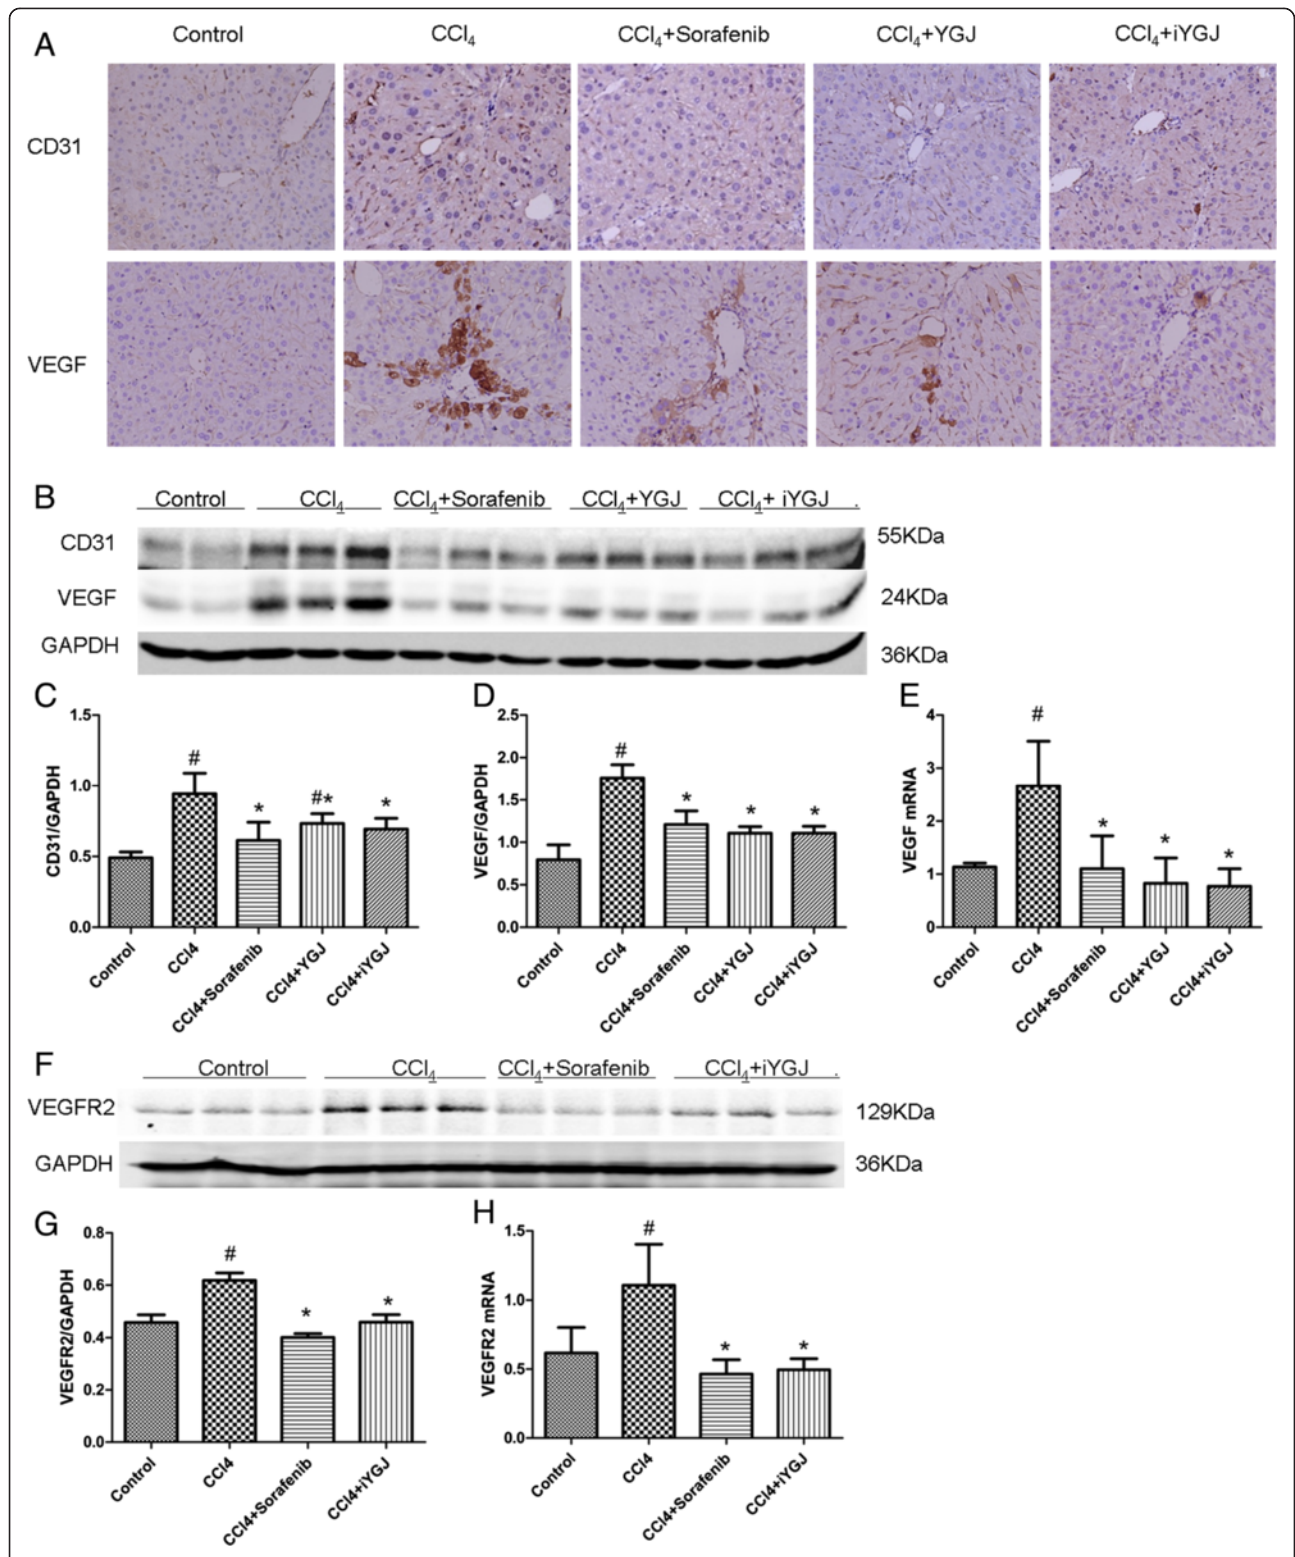 A
Control CCl4 CCl4+Sorafenib CCl4+YGJ CCl4+iYGJ
CD31
VEGF
B
Control CCl4 CCl4+Sorafenib CCl4+YGJ CCl4+ iYGJ .
CD31 55KDa
VEGF 24KDa
GAPDH 36KDa
C
CD31/GAPDH
1.5
1.0
0.5
0.0
# * #* *
Control CCl4 CCl4+Sorafenib CCl4+YGJ CCl4+iYGJ
D
VEGF/GAPDH
2.5
2.0
1.5
1.0
0.5
0.0
# * * *
Control CCl4 CCl4+Sorafenib CCl4+YGJ CCl4+iYGJ
E
VEGF mRNA
4
3
2
1
0
# * * *
Control CCl4 CCl4+Sorafenib CCl4+YGJ CCl4+iYGJ
F
Control CCl4 CCl4+Sorafenib CCl4+iYGJ .
VEGFR2 129KDa
GAPDH 36KDa
G
VEGFR2/GAPDH
0.8
0.6
0.4
0.2
0.0
# * *
Control CCl4 CCl4+Sorafenib CCl4+iYGJ
H
VEGFR2 mRNA
1.5
1.0
0.5
0.0
# * *
Control CCl4 CCl4+Sorafenib CCl4+iYGJ